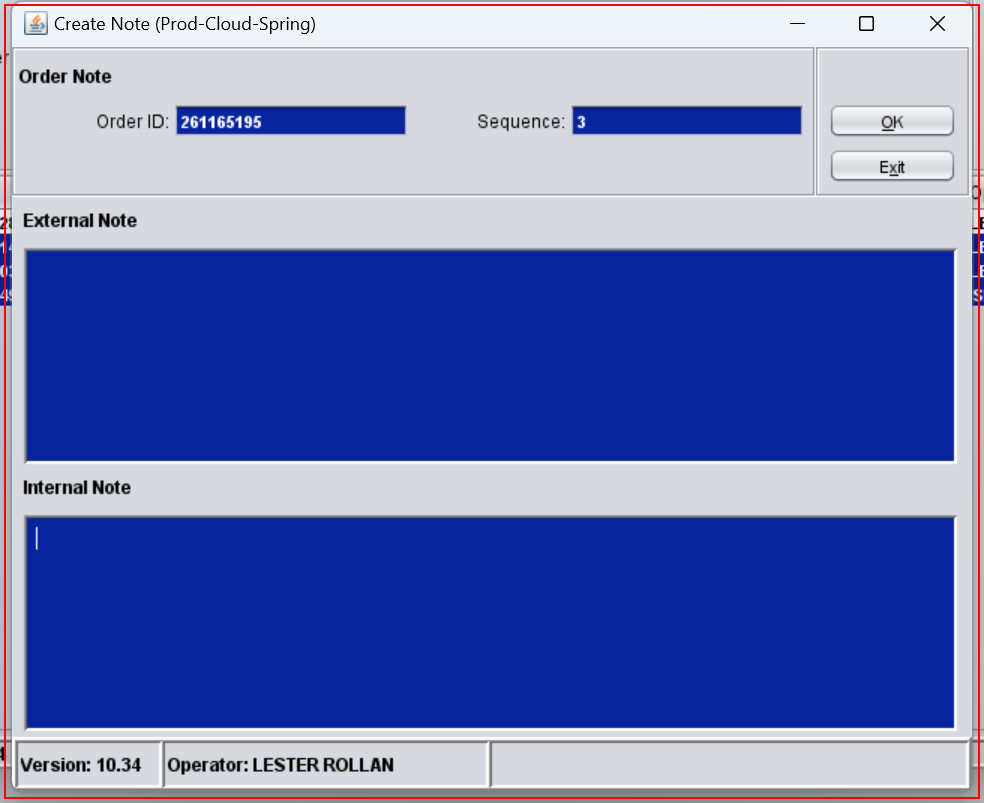 Create Note (Prod-Cloud-Spring)
Order Note
Order ID: 261165195 Sequence: 3
OK
Exit
External Note
Internal Note
Version: 10.34 Operator: LESTER ROLLAN